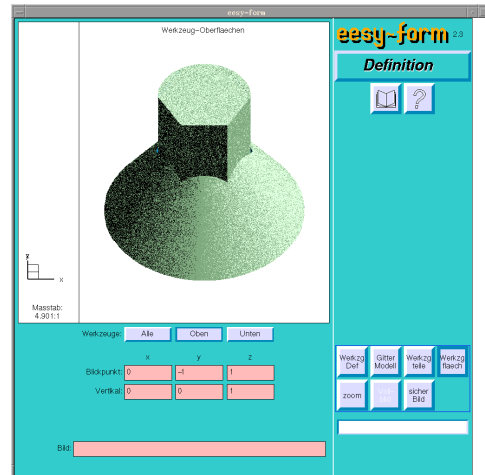 eesy-form
Werkzeug-Oberflaechen
eesy-form 2.3
Definition
?
y
x
Masstab:
4.901:1
Werkzeuge: Alle Oben Unten
x y z
Bildpunkt: 0 -1 1
Vertikal: 0 0 1
Bild:
Werkzg Def
Gitter Modell
Werkzg teile
Werkzg flaech
zoom
sicher Bild